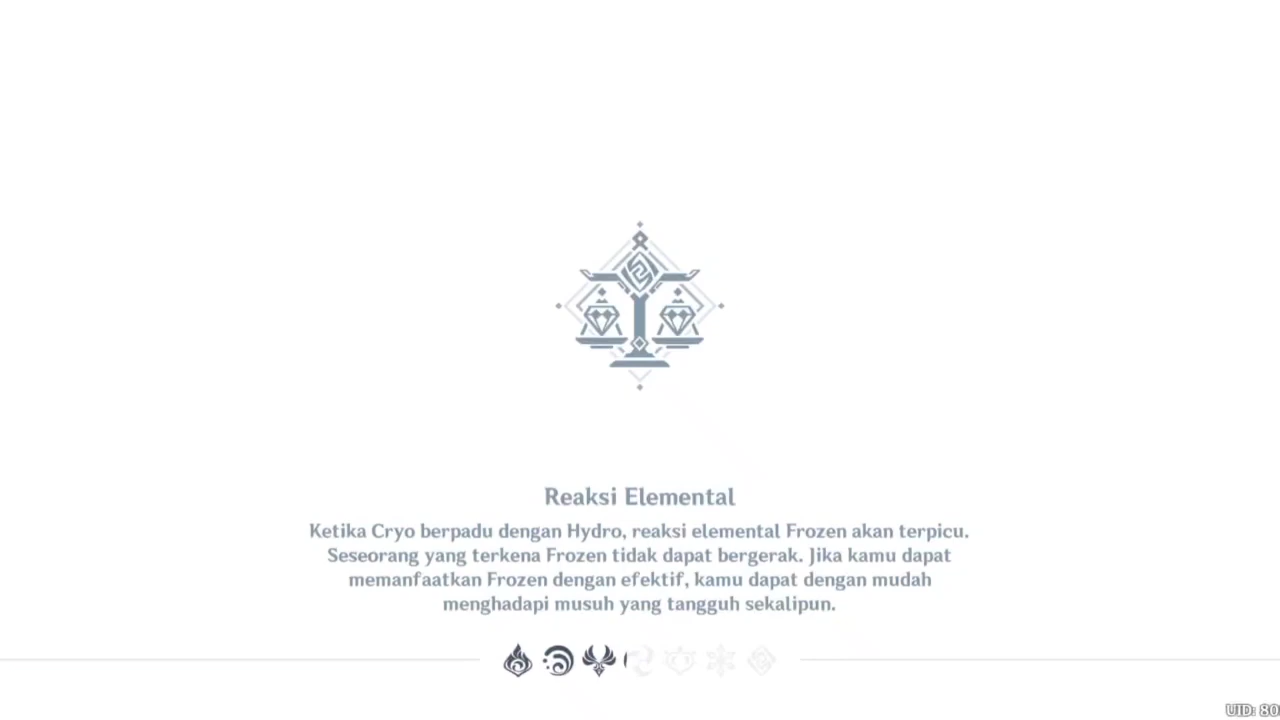 Reaksi Elemental
Ketika Cryo berpadu dengan Hydro, reaksi elemental Frozen akan terpicu.
Seseorang yang terkena Frozen tidak dapat bergerak. Jika kamu dapat
memanfaatkan Frozen dengan efektif, kamu dapat dengan mudah
menghadapi musuh yang tangguh sekalipun.
UID: 80